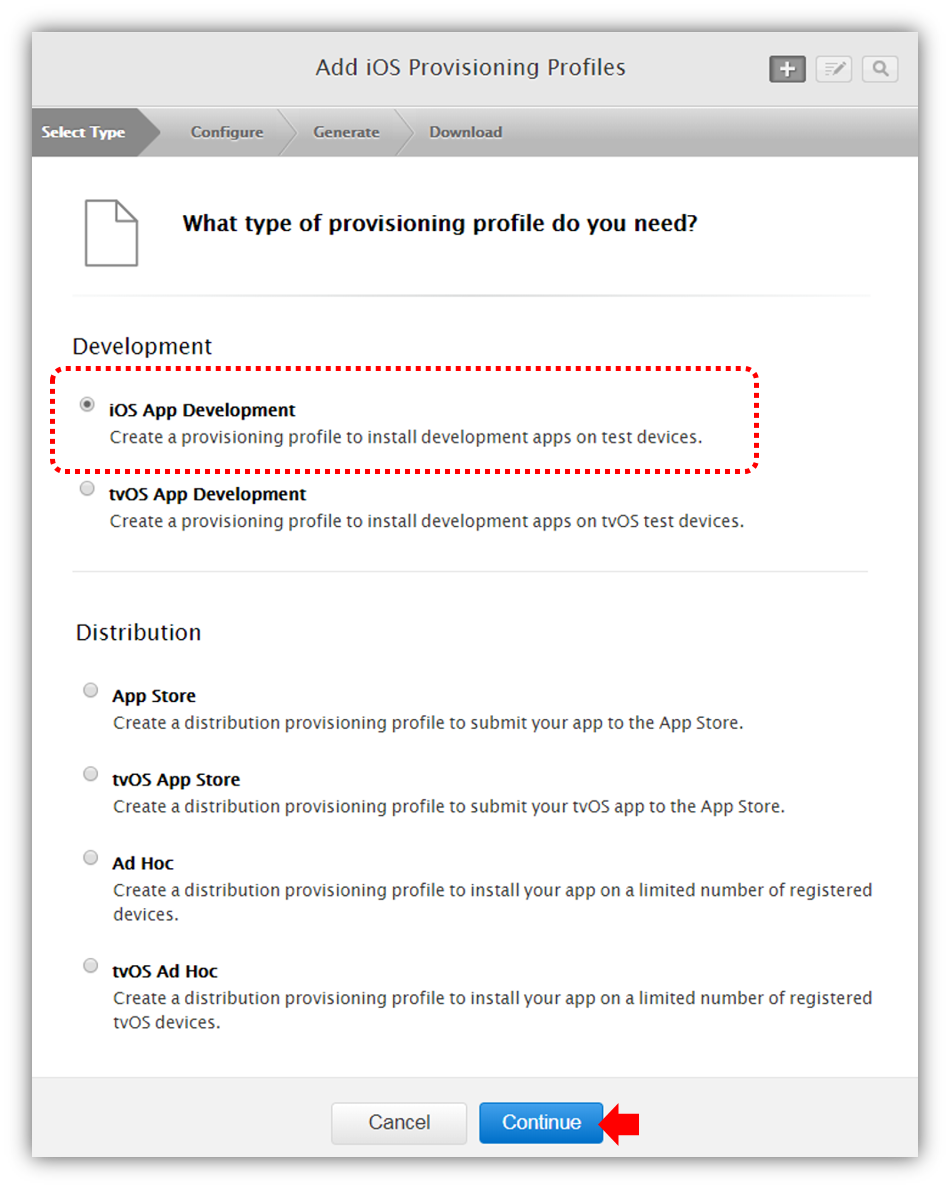 Add iOS Provisioning Profiles
Select Type
Configure
Generate
Download
What type of provisioning profile do you need?
Development
iOS App Development
Create a provisioning profile to install development apps on test devices.
tvOS App Development
Create a provisioning profile to install development apps on tvOS test devices.
Distribution
App Store
Create a distribution provisioning profile to submit your app to the App Store.
tvOS App Store
Create a distribution provisioning profile to submit your tvOS app to the App Store.
Ad Hoc
Create a distribution provisioning profile to install your app on a limited number of registered
devices.
tvOS Ad Hoc
Create a distribution provisioning profile to install your app on a limited number of registered
tvOS devices.
Cancel
Continue